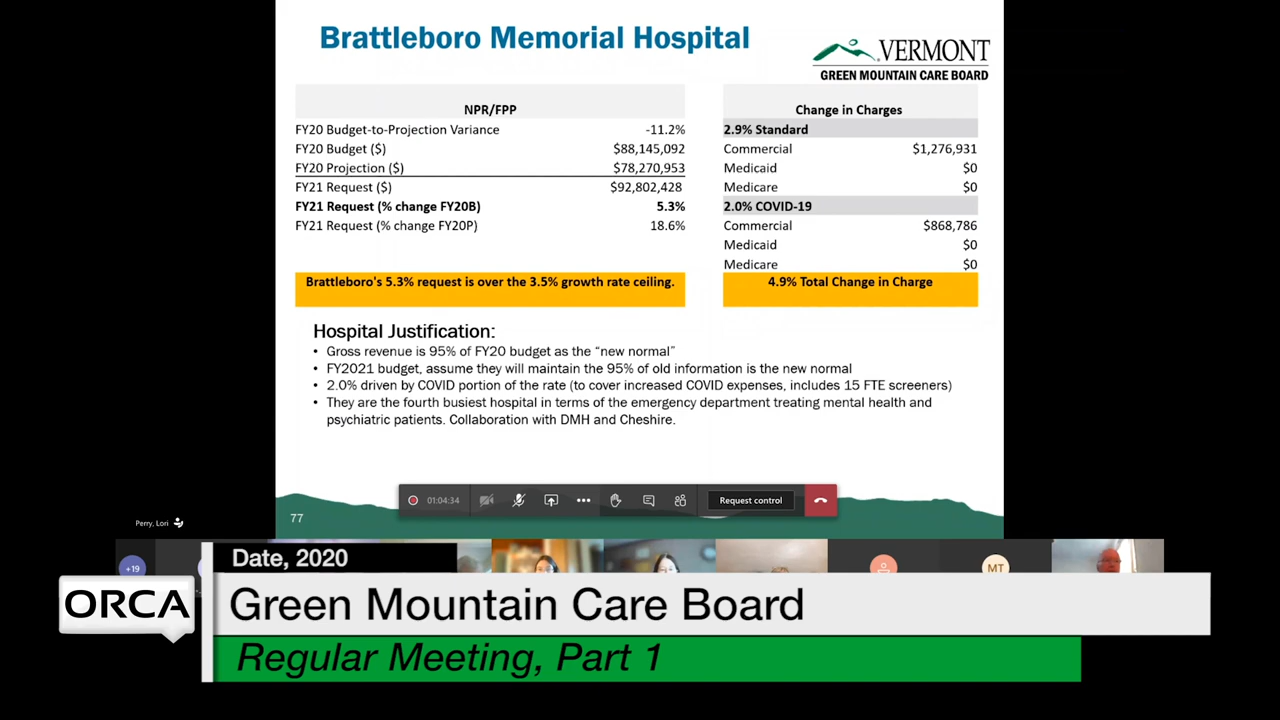 Brattleboro Memorial Hospital
VERMONT
GREEN MOUNTAIN CARE BOARD
NPR/FPP
FY20 Budget-to-Projection Variance -11.2%
FY20 Budget ($) $88,145,092
FY20 Projection ($) $78,270,953
FY21 Request ($) $92,802,428
FY21 Request (% change FY20B) 5.3%
FY21 Request (% change FY20P) 18.6%
Brattleboro's 5.3% request is over the 3.5% growth rate ceiling.
Change in Charges
2.9% Standard
Commercial $1,276,931
Medicaid $0
Medicare $0
2.0% COVID-19
Commercial $868,786
Medicaid $0
Medicare $0
4.9% Total Change in Charge
Hospital Justification:
• Gross revenue is 95% of FY20 budget as the “new normal”
• FY2021 budget, assume they will maintain the 95% of old information is the new normal
• 2.0% driven by COVID portion of the rate (to cover increased COVID expenses, includes 15 FTE screeners)
• They are the fourth busiest hospital in terms of the emergency department treating mental health and
psychiatric patients. Collaboration with DMH and Cheshire.
01:04:34
Request control
77
Perry, Lori
+19
MT
Date, 2020
ORCA
Green Mountain Care Board
Regular Meeting, Part 1